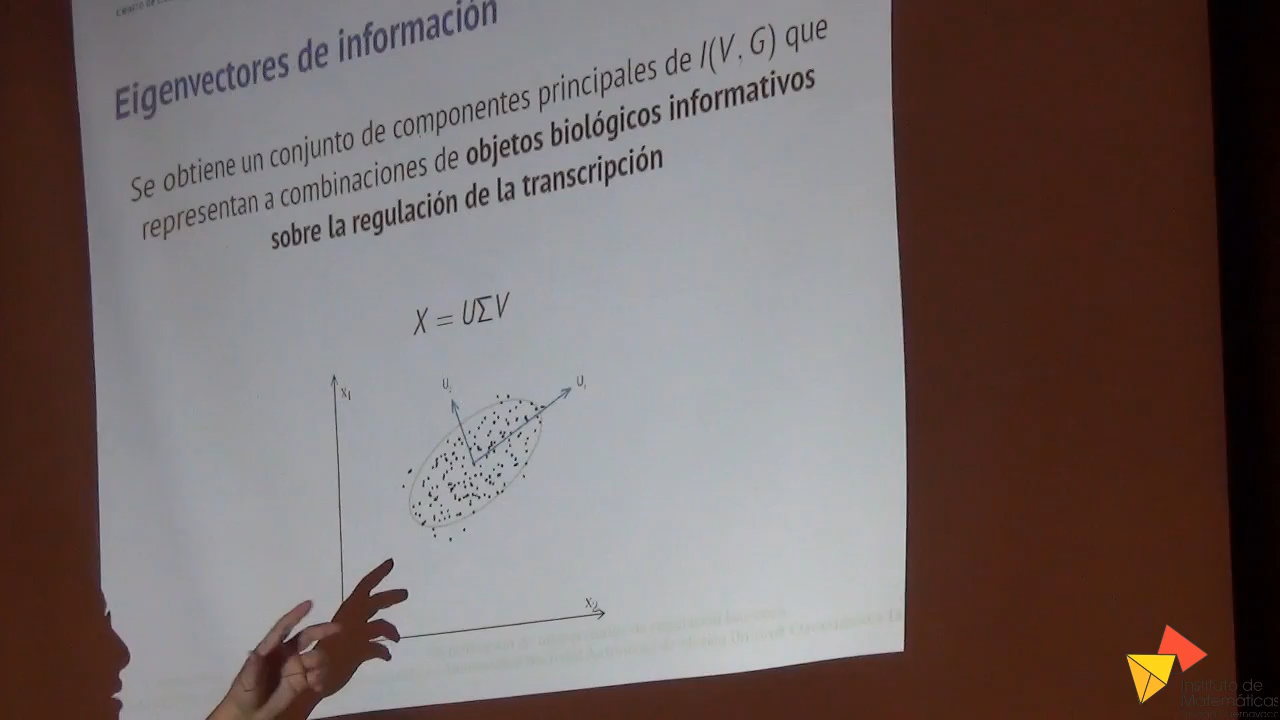 Eigenvectores de información
Se obtiene un conjunto de componentes principales de I(V, G) que
representan a combinaciones de objetos biológicos informativos
sobre la regulación de la transcripción
X = UΣV
x₁
U₂
U₁
x₂
Instituto de
Matemáticas